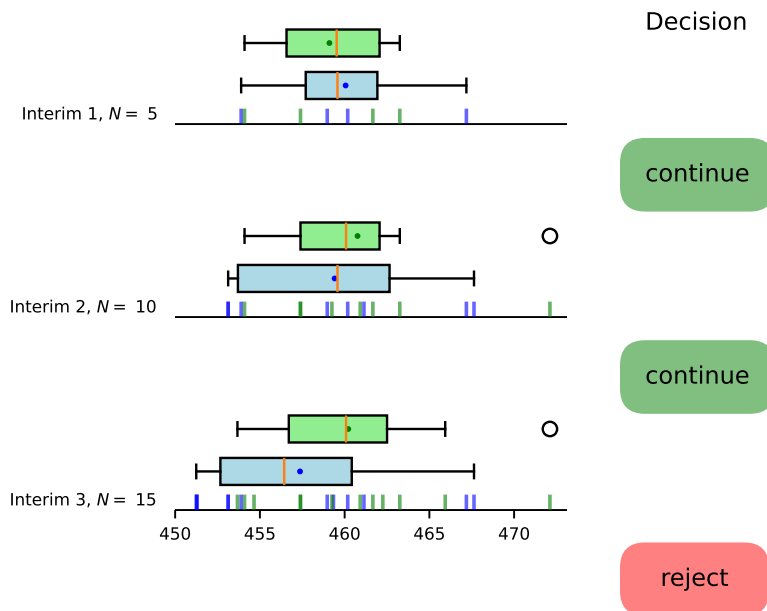 Decision
Interim 1, N = 5
continue
Interim 2, N = 10
continue
Interim 3, N = 15
450 455 460 465 470
reject